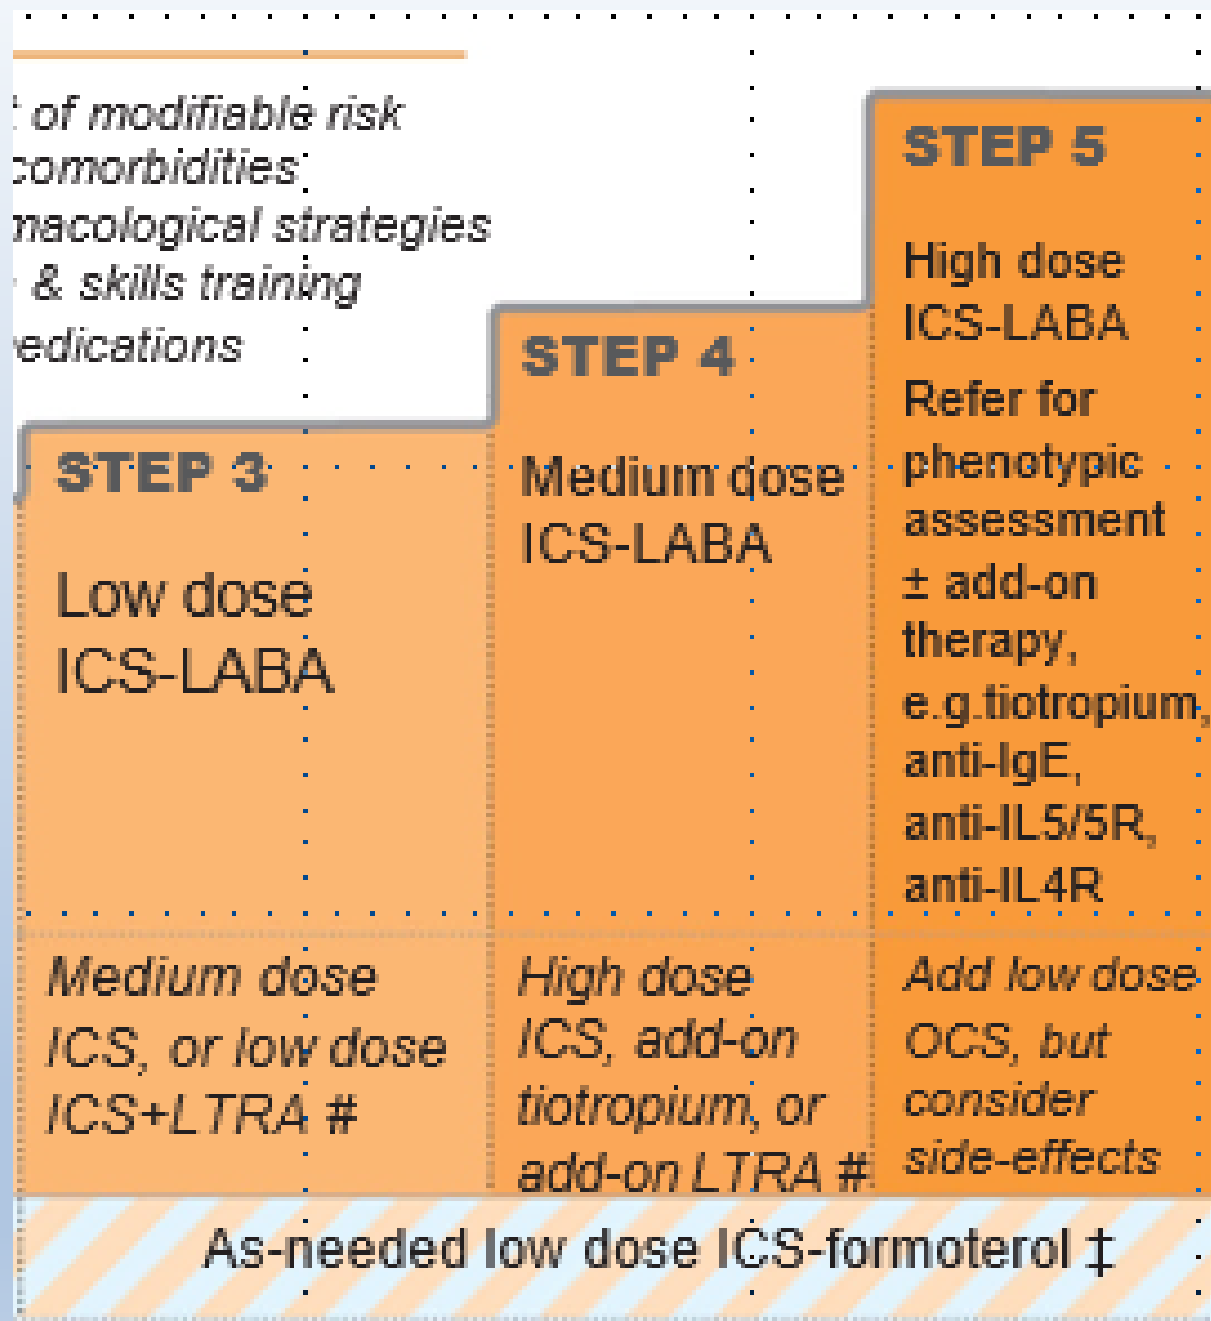 of modifiable risk
comorbidities
macological strategies
& skills training
edications
STEP 3
Low dose
ICS-LABA
Medium dose
ICS, or low dose
ICS+LTRA #
STEP 4
Medium dose
ICS-LABA
High dose
ICS, add-on
tiotropium, or
add-on LTRA #
STEP 5
High dose
ICS-LABA
Refer for
phenotypic
assessment
± add-on
therapy,
e.g.tiotropium,
anti-IgE,
anti-IL5/5R,
anti-IL4R
Add low dose
OCS, but
consider
side-effects
As-needed low dose ICS-formoterol ‡